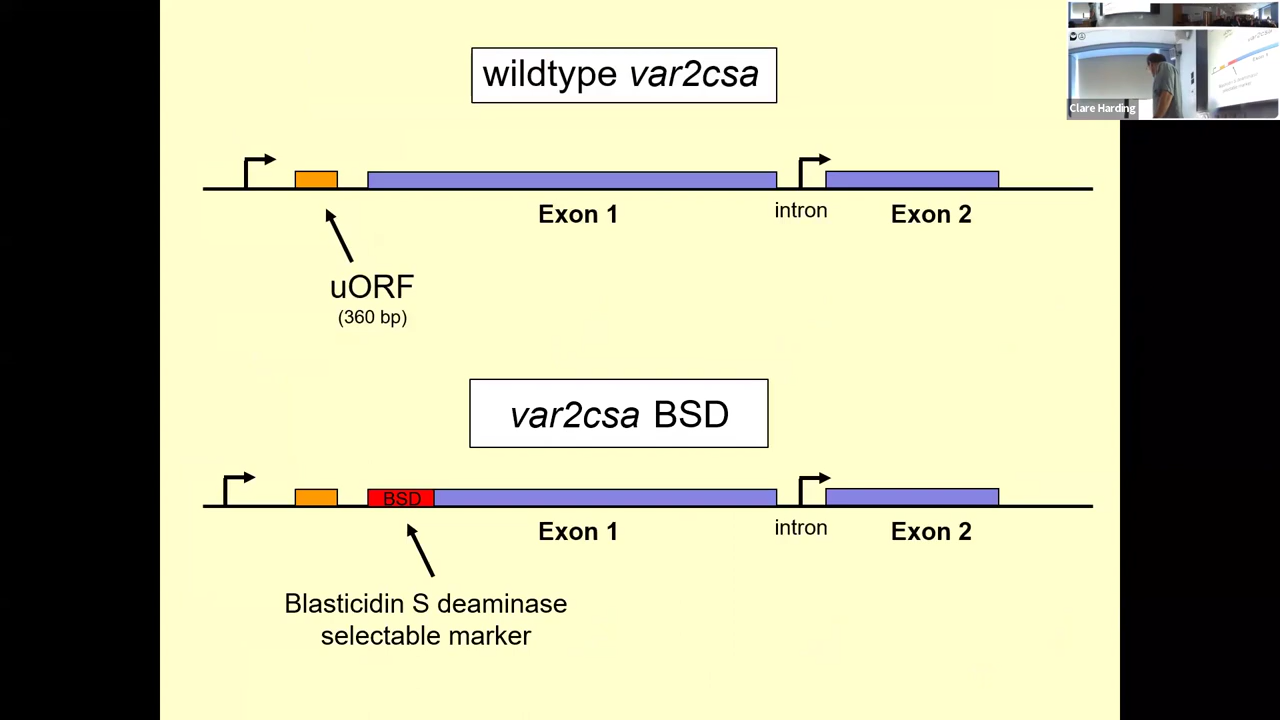 wildtype var2csa
Clare Harding
Exon 1
intron
Exon 2
uORF
(360 bp)
var2csa BSD
BSD
Exon 1
intron
Exon 2
Blasticidin S deaminase
selectable marker